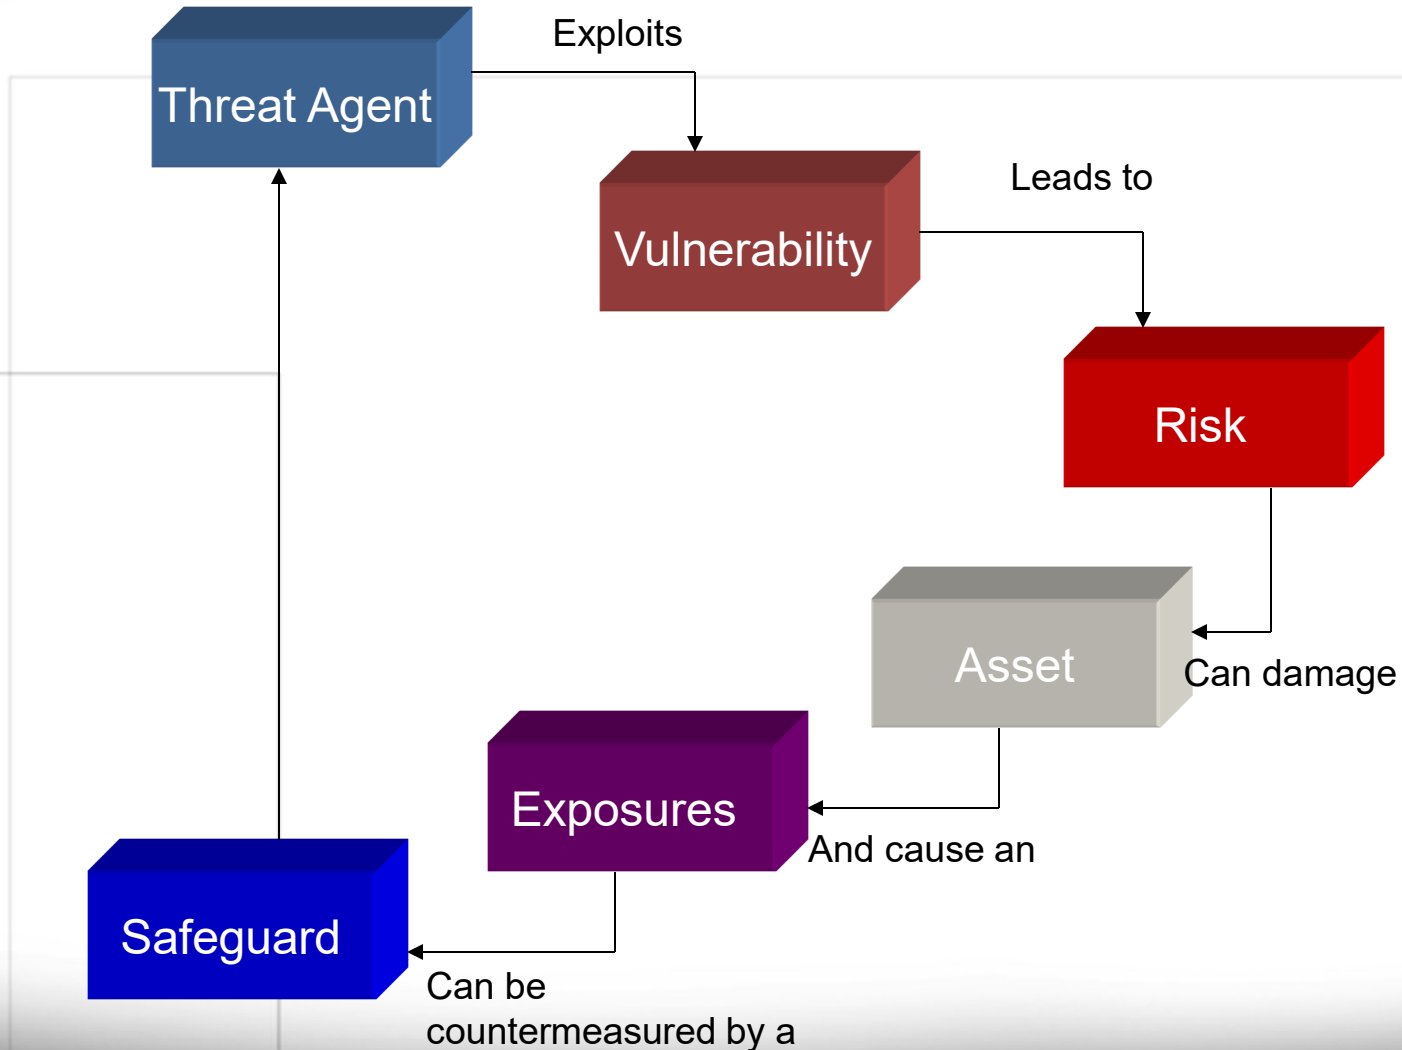 Exploits
Threat Agent
Leads to
Vulnerability
Risk
Asset
Can damage
Exposures
And cause an
Safeguard
Can be
countermeasured by a